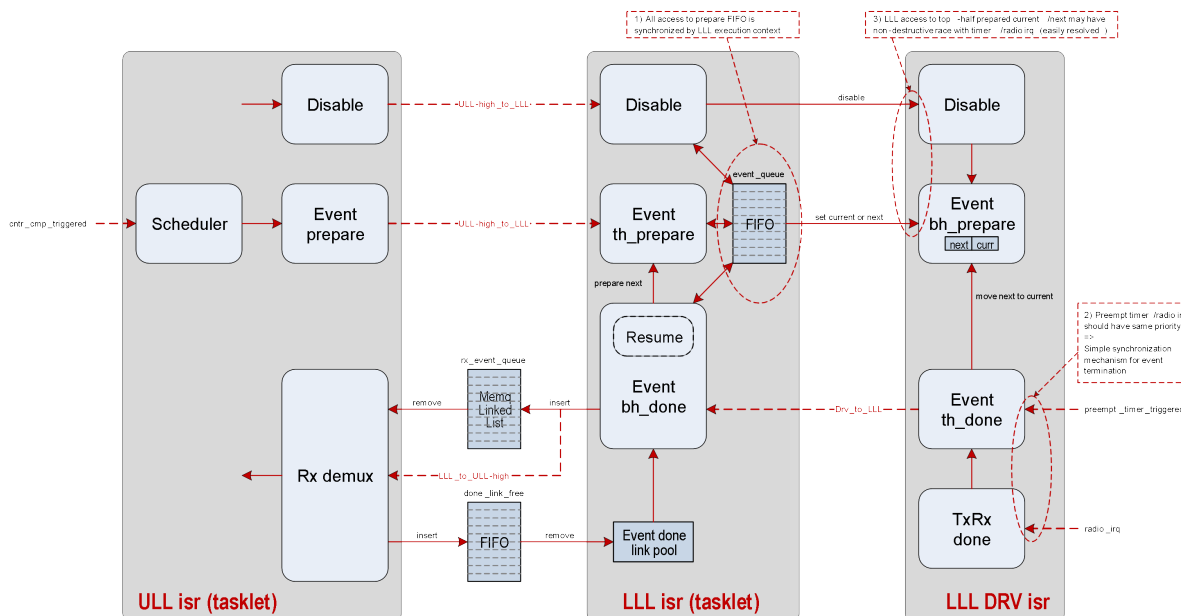 1) All access to prepare FIFO is
synchronized by LLL execution context
3) LLL access to top -half prepared current /next may have
non-destructive race with timer /radio irq (easily resolved )
Disable
ULL-high_to_LLL
Disable
disable
Disable
event _queue
cntr_cmp_triggered
Scheduler
Event
prepare
ULL-high_to_LLL
Event
th_prepare
FIFO
set current or next
Event
bh_prepare
next
curr
prepare next
move next to current
2) Preempt timer /radio ir
should have same priority
=>
Simple synchronization
mechanism for event
termination
Resume
rx_event _queue
remove
Memq
Linked
List
insert
Event
bh_done
Drv_to_LLL
Event
th_done
preempt _timer_triggered
Rx demux
LLL_to_ULL-high
done _link _free
insert
FIFO
remove
Event done
link pool
TxRx
done
radio _irq
ULL isr (tasklet)
LLL isr (tasklet)
LLL DRV isr